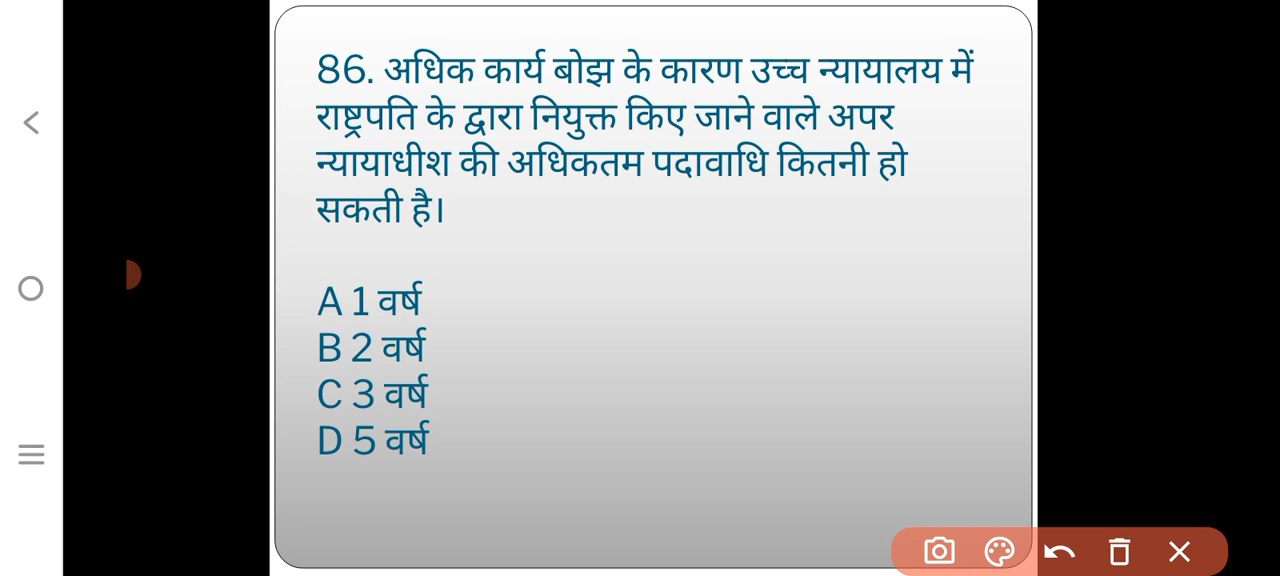 86. अधिक कार्य बोझ के कारण उच्च न्यायालय में
राष्ट्रपति के द्वारा नियुक्त किए जाने वाले अपर
न्यायाधीश की अधिकतम पदावाधि कितनी हो
सकती है।
A 1 वर्ष
B 2 वर्ष
C 3 वर्ष
D 5 वर्ष